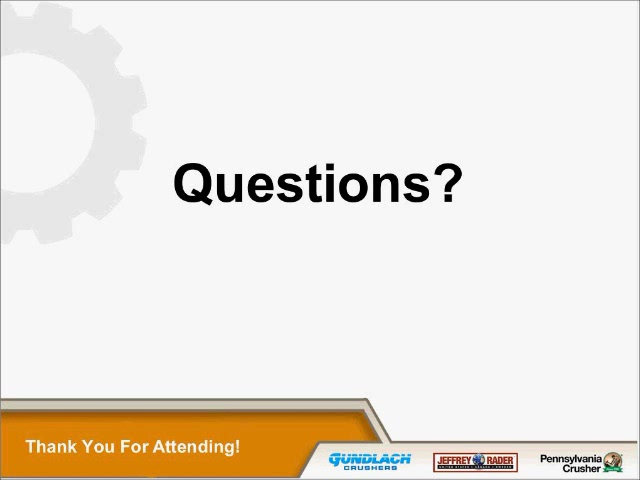 Questions?
Thank You For Attending!
GUNDLACH
CRUSHERS
JEFFREY RADER
Pennsylvania
Crusher